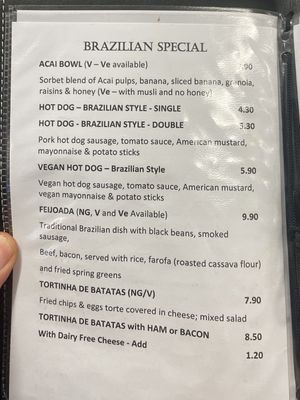 BRAZILIAN SPECIAL
ACAI BOWL (V – Ve available) .90
Sorbet blend of Acai pulps, banana, sliced banana, granola,
raisins & honey (Ve – with musli and no honey)
HOT DOG – BRAZILIAN STYLE - SINGLE 4.30
HOT DOG - BRAZILIAN STYLE - DOUBLE .30
Pork hot dog sausage, tomato sauce, American mustard,
mayonnaise & potato sticks
VEGAN HOT DOG – Brazilian Style 5.90
Vegan hot dog sausage, tomato sauce, American mustard,
vegan mayonnaise & potato sticks
FEIJOADA (NG, V and Ve Available) 9.90
Traditional Brazilian dish with black beans, smoked
sausage,
Beef, bacon, served with rice, farofa (roasted cassava flour)
and fried spring greens
TORTINHA DE BATATAS (NG/V) 7.90
Fried chips & eggs torte covered in cheese; mixed salad
TORTINHA DE BATATAS with HAM or BACON 8.50
With Dairy Free Cheese - Add 1.20